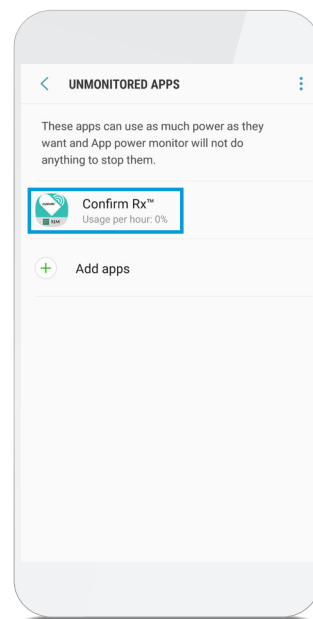 UNMONITORED APPS
These apps can use as much power as they
want and App power monitor will not do
anything to stop them.
Confirm Rx™
Usage per hour: 0%
Add apps